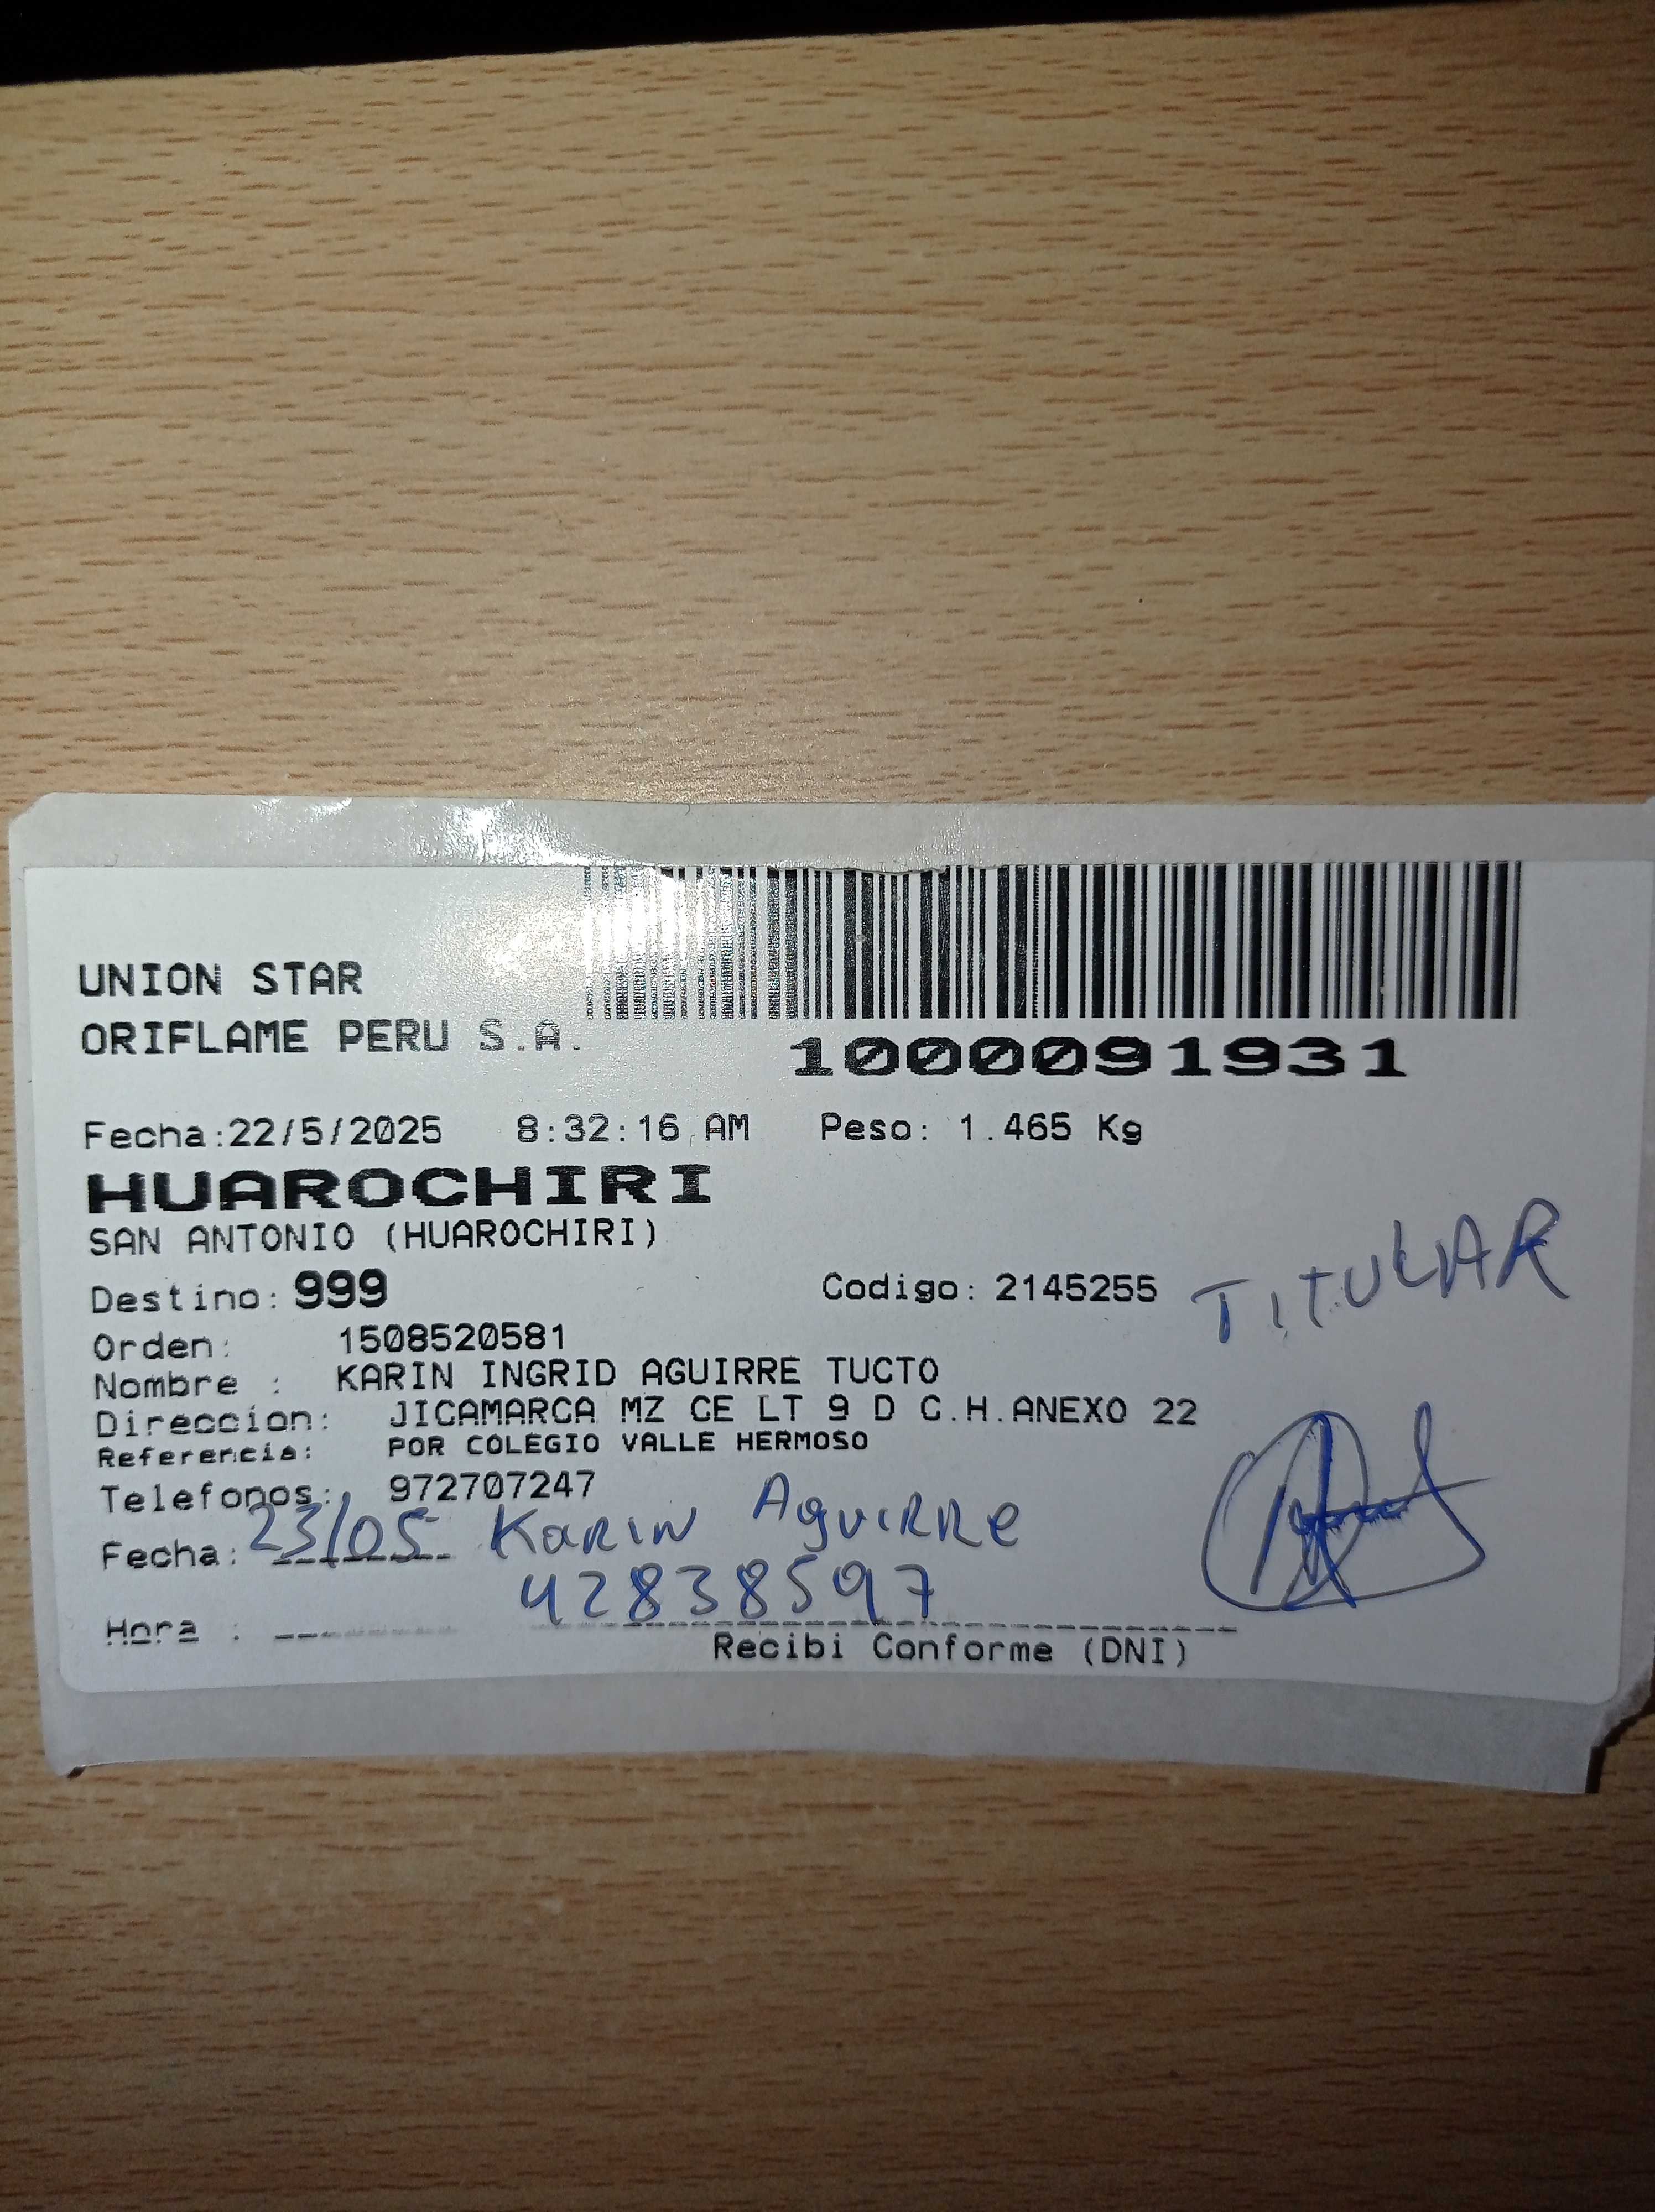 UNION STAR
ORIFLAME PERU S.A.
1000091931
Fecha:22/5/2025 8:32:16 AM Peso: 1.465 Kg
HUAROCHIRI
SAN ANTONIO (HUAROCHIRI)
Destino: 999 Codigo: 2145255 TITULAR
Orden: 1508520581
Nombre : KARIN INGRID AGUIRRE TUCTO
Direccion: JICAMARCA MZ CE LT 9 D C.H.ANEXO 22
Referencia: POR COLEGIO VALLE HERMOSO
Telefonos: 972707247
Fecha: 23/05 Karin Aguirre
42838597
Hora :
Recibi Conforme (DNI)